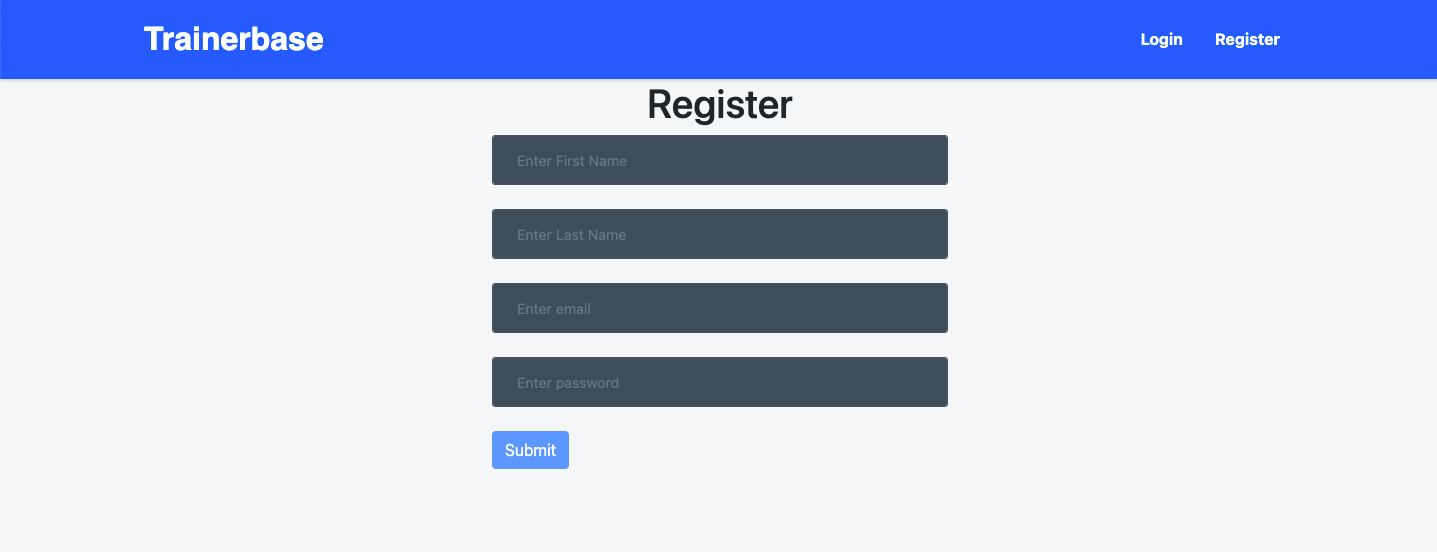 Trainerbase
Login
Register
Register
Enter First Name
Enter Last Name
Enter email
Enter password
Submit